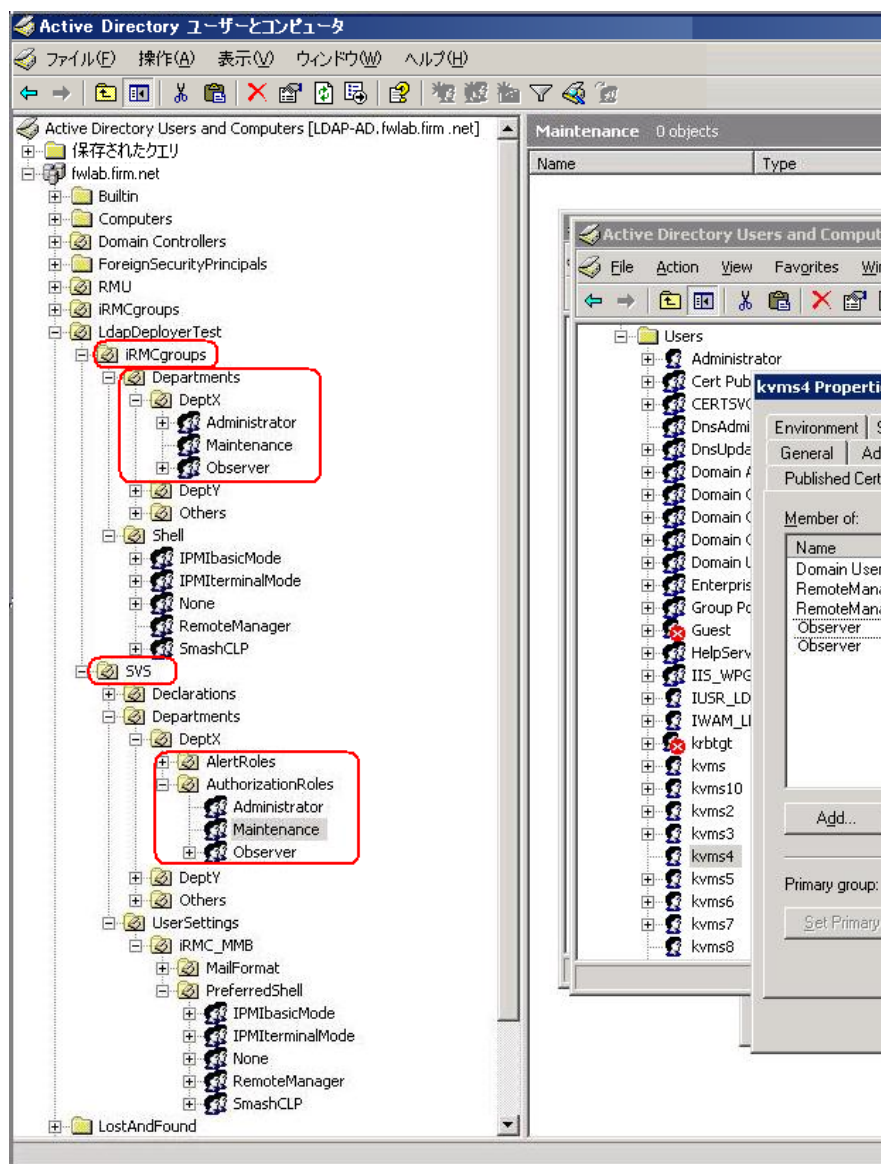 Active Directory ユーザーとコンピュータ
ファイル(F) 操作(A) 表示(V) ウィンドウ(W) ヘルプ(H)
Active Directory Users and Computers [LDAP-AD.fwlab.firm .net]
保存されたクエリ
fwlab.firm.net
Builtin
Computers
Domain Controllers
ForeignSecurityPrincipals
RMU
iRMCgroups
LdapDeployerTest
iRMCgroups
Departments
DeptX
Administrator
Maintenance
Observer
DeptY
Others
Shell
IPMIbasicMode
IPMIterminalMode
None
RemoteManager
SmashCLP
SVS
Declarations
Departments
DeptX
AlertRoles
AuthorizationRoles
Administrator
Maintenance
Observer
DeptY
Others
UserSettings
iRMC_MMB
MailFormat
PreferredShell
IPMIbasicMode
IPMIterminalMode
None
RemoteManager
SmashCLP
LostAndFound
Maintenance 0 objects
Name Type
Active Directory Users and Comput
File Action View Favorites Wi
Users
Administrator
Cert Pub
CERTSVC
DnsAdmi
DnsUpda
Domain A
Domain C
Domain C
Domain C
Domain U
Enterpris
Group Po
Guest
HelpServ
IIS_WPG
IUSR_LD
IWAM_L
krbtgt
kvms
kvms10
kvms2
kvms3
kvms4
kvms5
kvms6
kvms7
kvms8
kvms4 Properti
Environment S
General Ad
Published Cert
Member of:
Name
Domain User
RemoteMana
RemoteMana
Observer
Observer
Add...
Primary group:
Set Primary